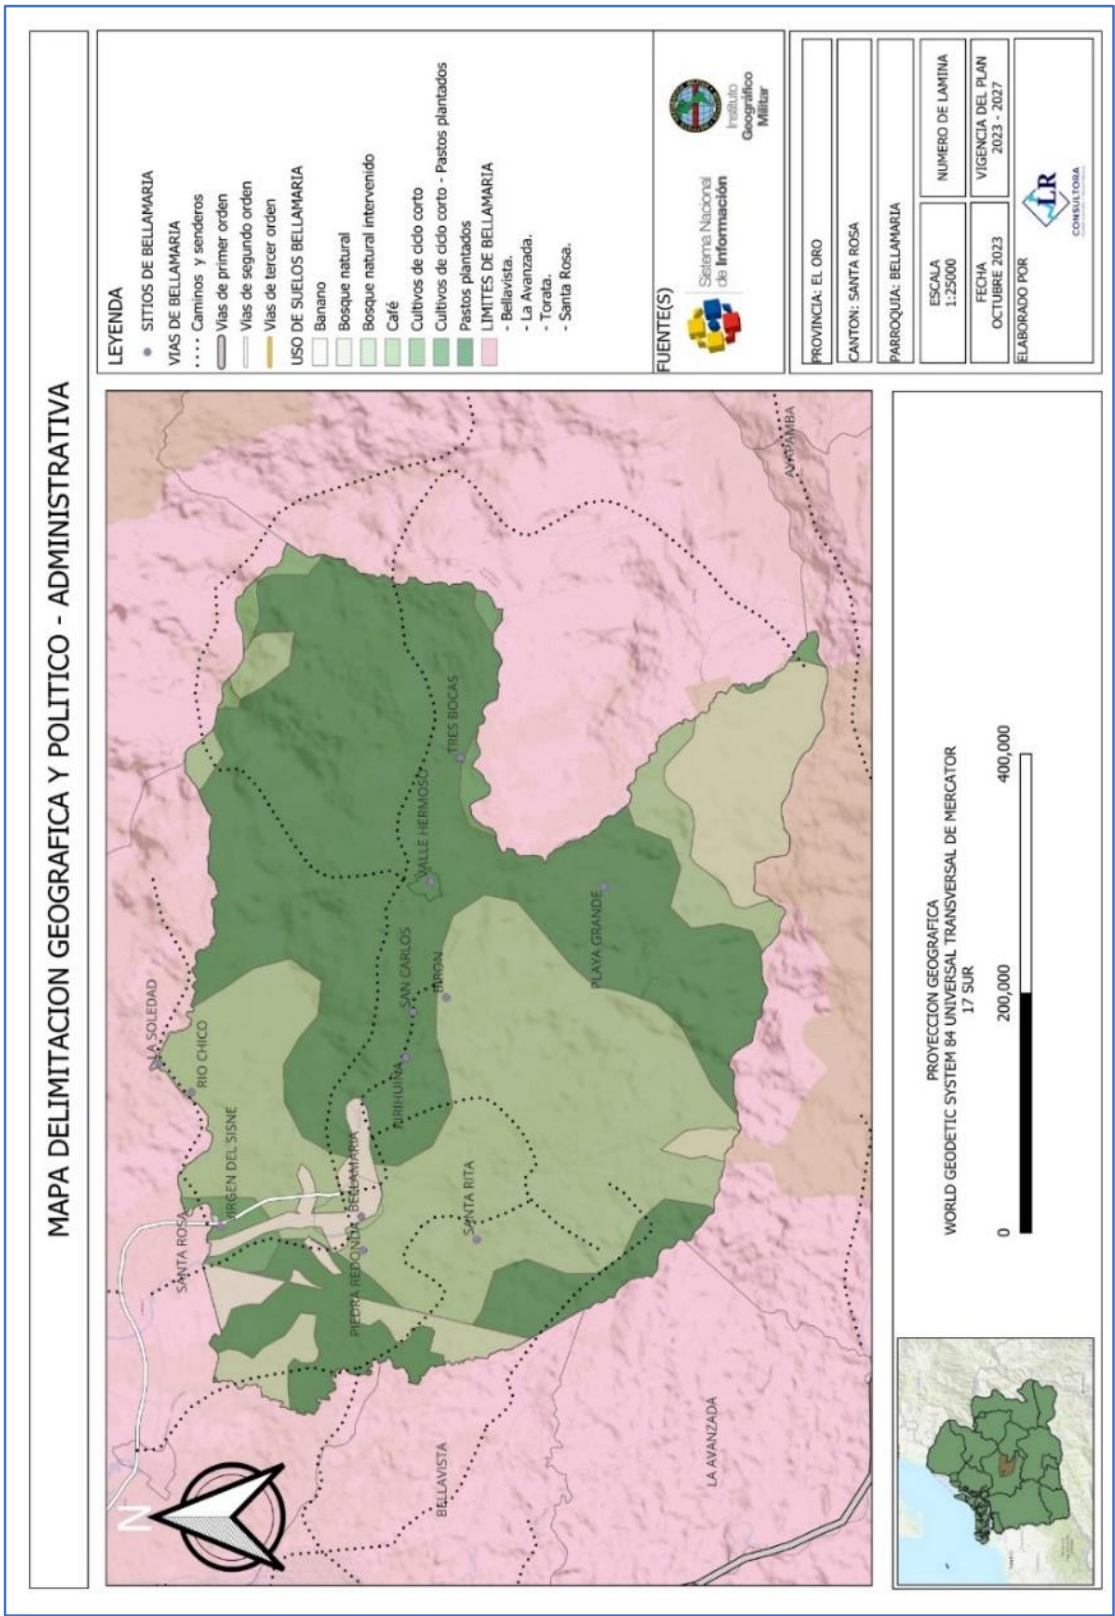 MAPA DELIMITACION GEOGRAFICA Y POLITICO - ADMINISTRATIVA
LEYENDA
SITIOS DE BELLAMARIA
VIAS DE BELLAMARIA
Caminos y senderos
Vias de primer orden
Vias de segundo orden
Vias de tercer orden
USO DE SUELOS BELLAMARIA
Banano
Bosque natural
Bosque natural intervenido
Café
Cultivos de ciclo corto
Cultivos de ciclo corto - Pastos plantados
Pastos plantados
LIMITES DE BELLAMARIA
- Bellavista.
- La Avanzada.
- Torata.
- Santa Rosa.
FUENTE(S)
Sistema Nacional
de Información
Instituto
Geográfico
Militar
PROVINCIA: EL ORO
CANTON: SANTA ROSA
PARROQUIA: BELLAMARIA
ESCALA
1:25000
NUMERO DE LAMINA
FECHA
OCTUBRE 2023
VIGENCIA DEL PLAN
2023 - 2027
ELABORADO POR
LR
CONSULTORA
N
SANTA ROSA
VIRGEN DEL SISNE
RIO CHICO
LA SOLEDAD
PIEDRA REDONDA
BELLAMARIA
BIRIHUINA
SAN CARLOS
BIRON
VALLE HERMOSO
TRES BOCAS
SANTA RITA
PLAYA GRANDE
BELLAVISTA
LA AVANZADA
AYAPAMBA
PROYECCION GEOGRAFICA
WORLD GEODETIC SYSTEM 84 UNIVERSAL TRANSVERSAL DE MERCATOR
17 SUR
0
200,000
400,000